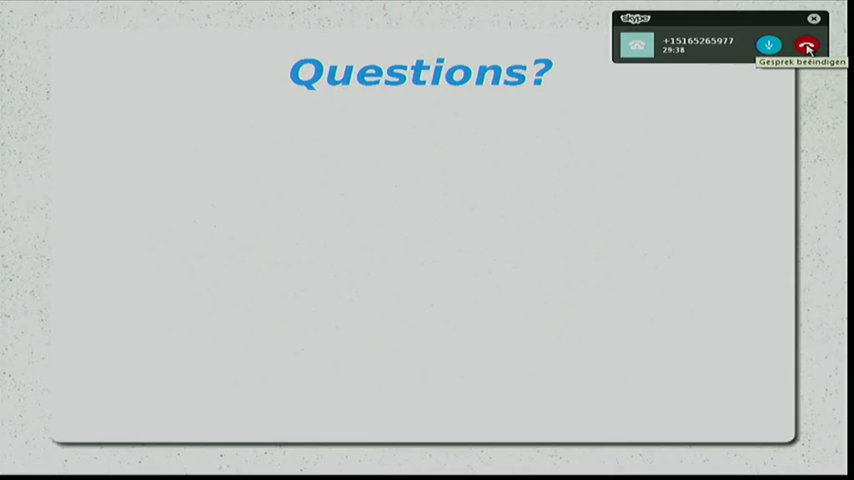 skype
+15165265977
29:38
Gesprek beëindigen
Questions?